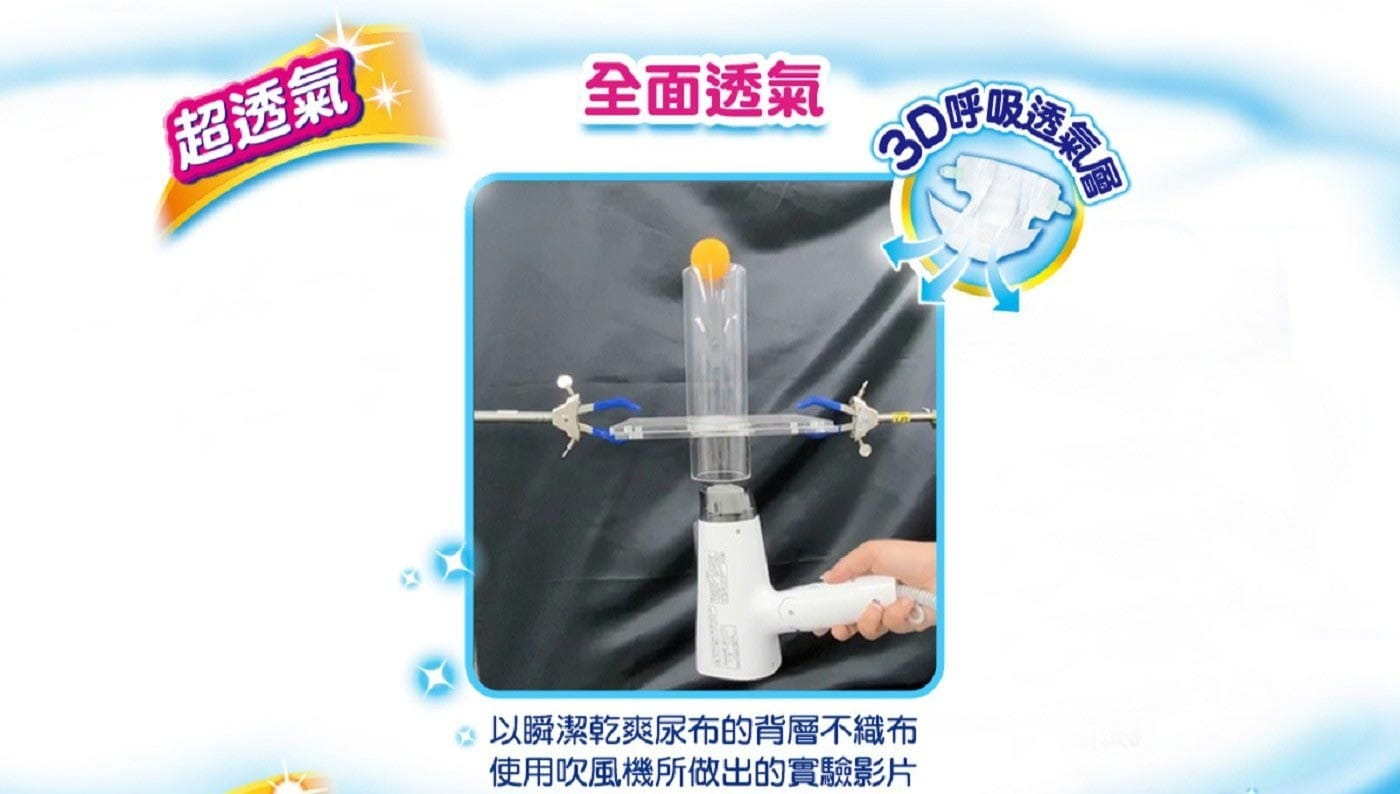 超透氣
全面透氣
3D呼吸透氣層
以瞬潔乾爽尿布的背層不織布
使用吹風機所做出的實驗影片